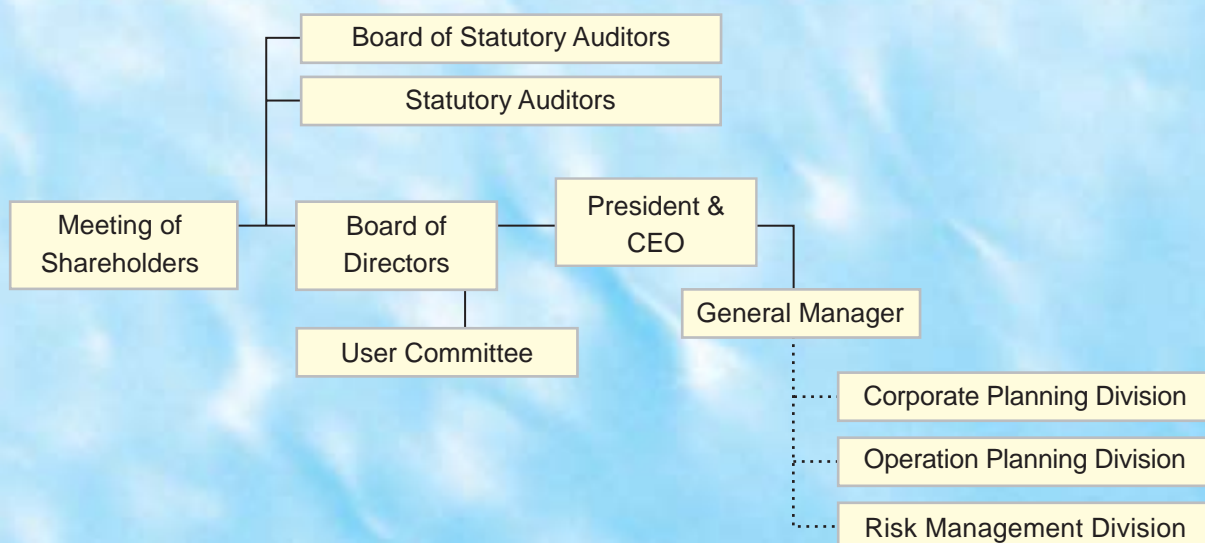 Board of Statutory Auditors
Statutory Auditors
Meeting of
Shareholders
Board of
Directors
President &
CEO
General Manager
User Committee
Corporate Planning Division
Operation Planning Division
Risk Management Division